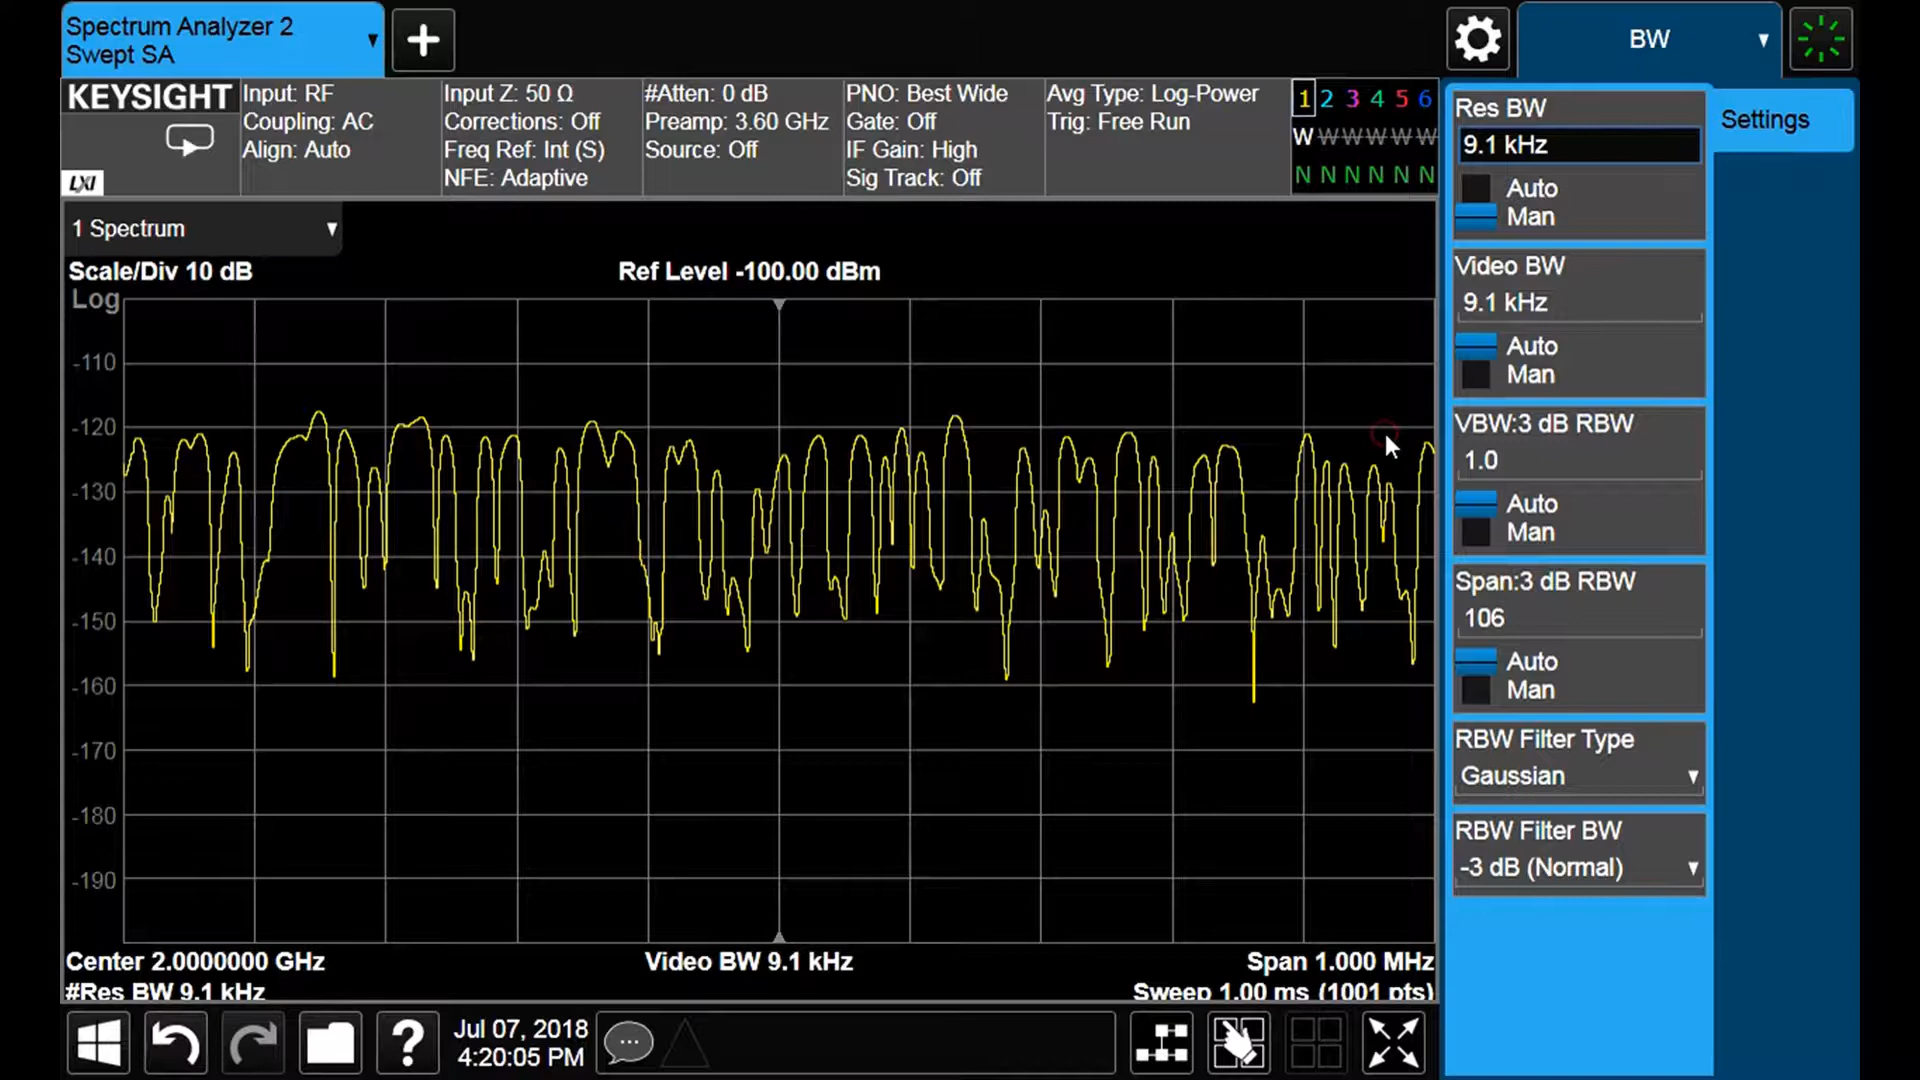 Spectrum Analyzer 2
Swept SA
BW
KEYSIGHT
LXI
Input: RF
Coupling: AC
Align: Auto
Input Z: 50 Ω
Corrections: Off
Freq Ref: Int (S)
NFE: Adaptive
#Atten: 0 dB
Preamp: 3.60 GHz
Source: Off
PNO: Best Wide
Gate: Off
IF Gain: High
Sig Track: Off
Avg Type: Log-Power
Trig: Free Run
1 2 3 4 5 6
W W W W W W
N N N N N N
1 Spectrum
Scale/Div 10 dB
Ref Level -100.00 dBm
Log
-110
-120
-130
-140
-150
-160
-170
-180
-190
Center 2.0000000 GHz
Video BW 9.1 kHz
Span 1.000 MHz
#Res BW 9.1 kHz
Sweep 1.00 ms (1001 pts)
Res BW
9.1 kHz
Auto
Man
Video BW
9.1 kHz
Auto
Man
VBW:3 dB RBW
1.0
Auto
Man
Span:3 dB RBW
106
Auto
Man
RBW Filter Type
Gaussian
RBW Filter BW
-3 dB (Normal)
Settings
?
Jul 07, 2018
4:20:05 PM